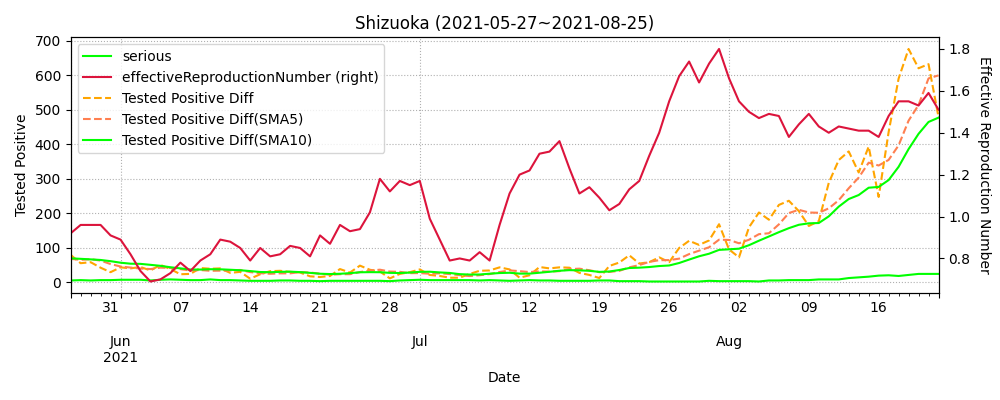 Shizuoka (2021-05-27~2021-08-25)
serious
effectiveReproductionNumber (right)
Tested Positive Diff
Tested Positive Diff(SMA5)
Tested Positive Diff(SMA10)
Tested Positive
700
600
500
400
300
200
100
0
1.8
1.6
1.4
1.2
1.0
0.8
Effective Reproduction Number
31 07 14 21 28 05 12 19 26 02 09 16
Jun Jul Aug
2021
Date